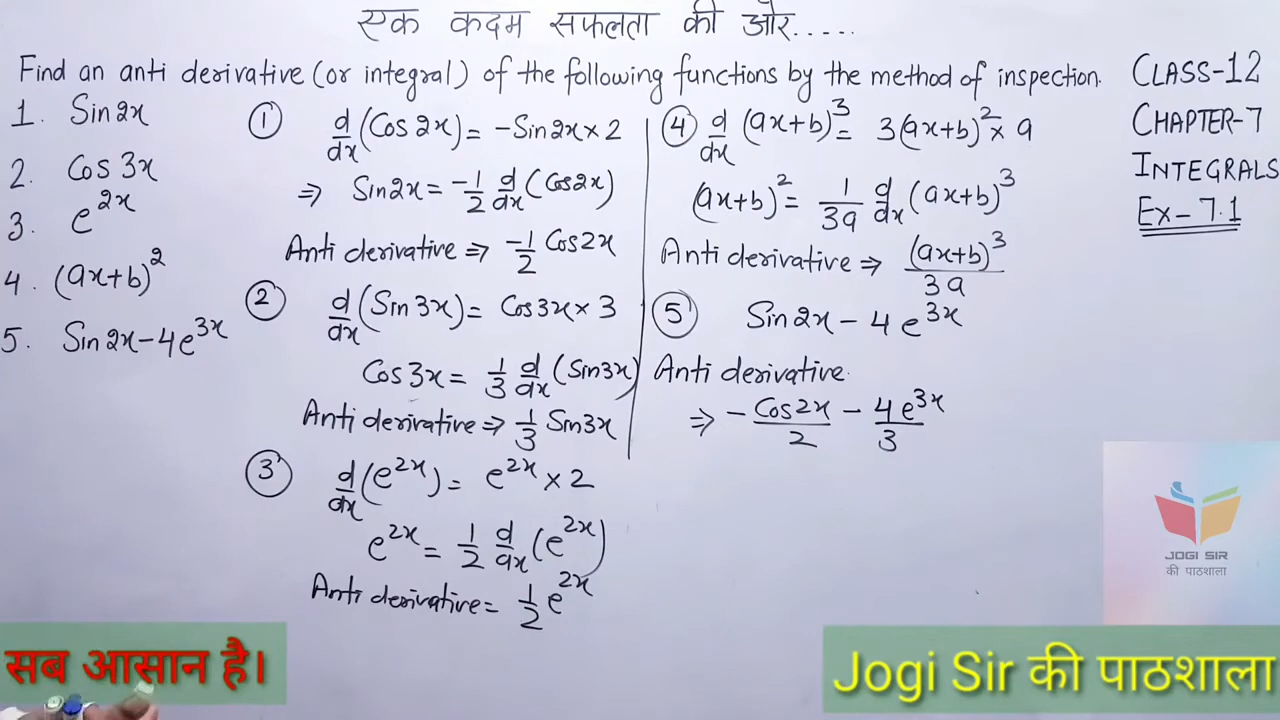 एक कदम सफलता की ओर.....
Find an anti derivative (or integral) of the following functions by the method of inspection.
1. Sin2x
2. Cos 3x
3. e^{2x}
4. (ax+b)^2
5. Sin2x-4e^{3x}
① d/dx (Cos 2x) = -Sin2x × 2
⇒ Sin2x = -1/2 d/dx (Cos2x)
Anti derivative ⇒ -1/2 Cos2x
② d/dx (Sin 3x) = Cos3x × 3
Cos3x = 1/3 d/dx (Sin3x)
Anti derivative ⇒ 1/3 Sin3x
③ d/dx (e^{2x}) = e^{2x} × 2
e^{2x} = 1/2 d/dx (e^{2x})
Anti derivative = 1/2 e^{2x}
④ d/dx (ax+b)^3 = 3(ax+b)^2 × a
(ax+b)^2 = 1/3a d/dx (ax+b)^3
Anti derivative ⇒ (ax+b)^3/3a
⑤ Sin2x - 4e^{3x}
Anti derivative.
⇒ -Cos2x/2 - 4e^{3x}/3
CLASS-12
CHAPTER-7
INTEGRALS
Ex-7.1
JOGI SIR
की पाठशाला
सब आसान है।
Jogi Sir की पाठशाला